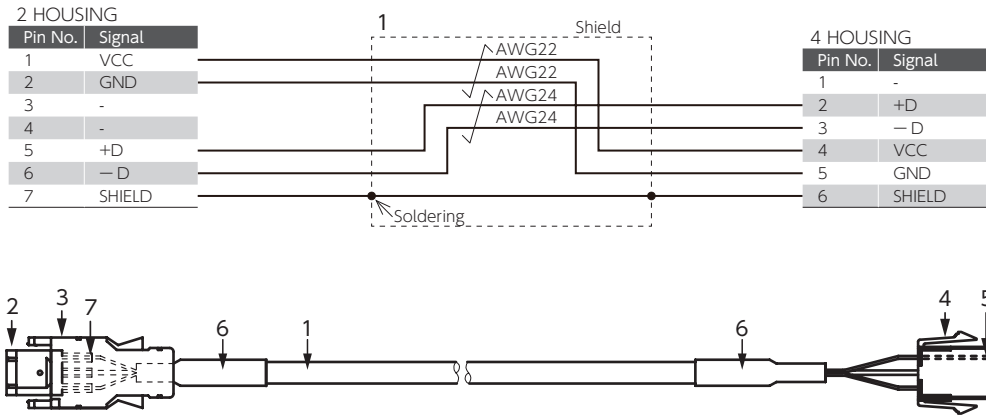 2 HOUSING
Pin No. Signal
1 VCC
2 GND
3 -
4 -
5 +D
6 －D
7 SHIELD
1
Shield
AWG22
AWG22
AWG24
AWG24
Soldering
4 HOUSING
Pin No. Signal
1 -
2 +D
3 －D
4 VCC
5 GND
6 SHIELD
2 3 7 6 1 6 4 5